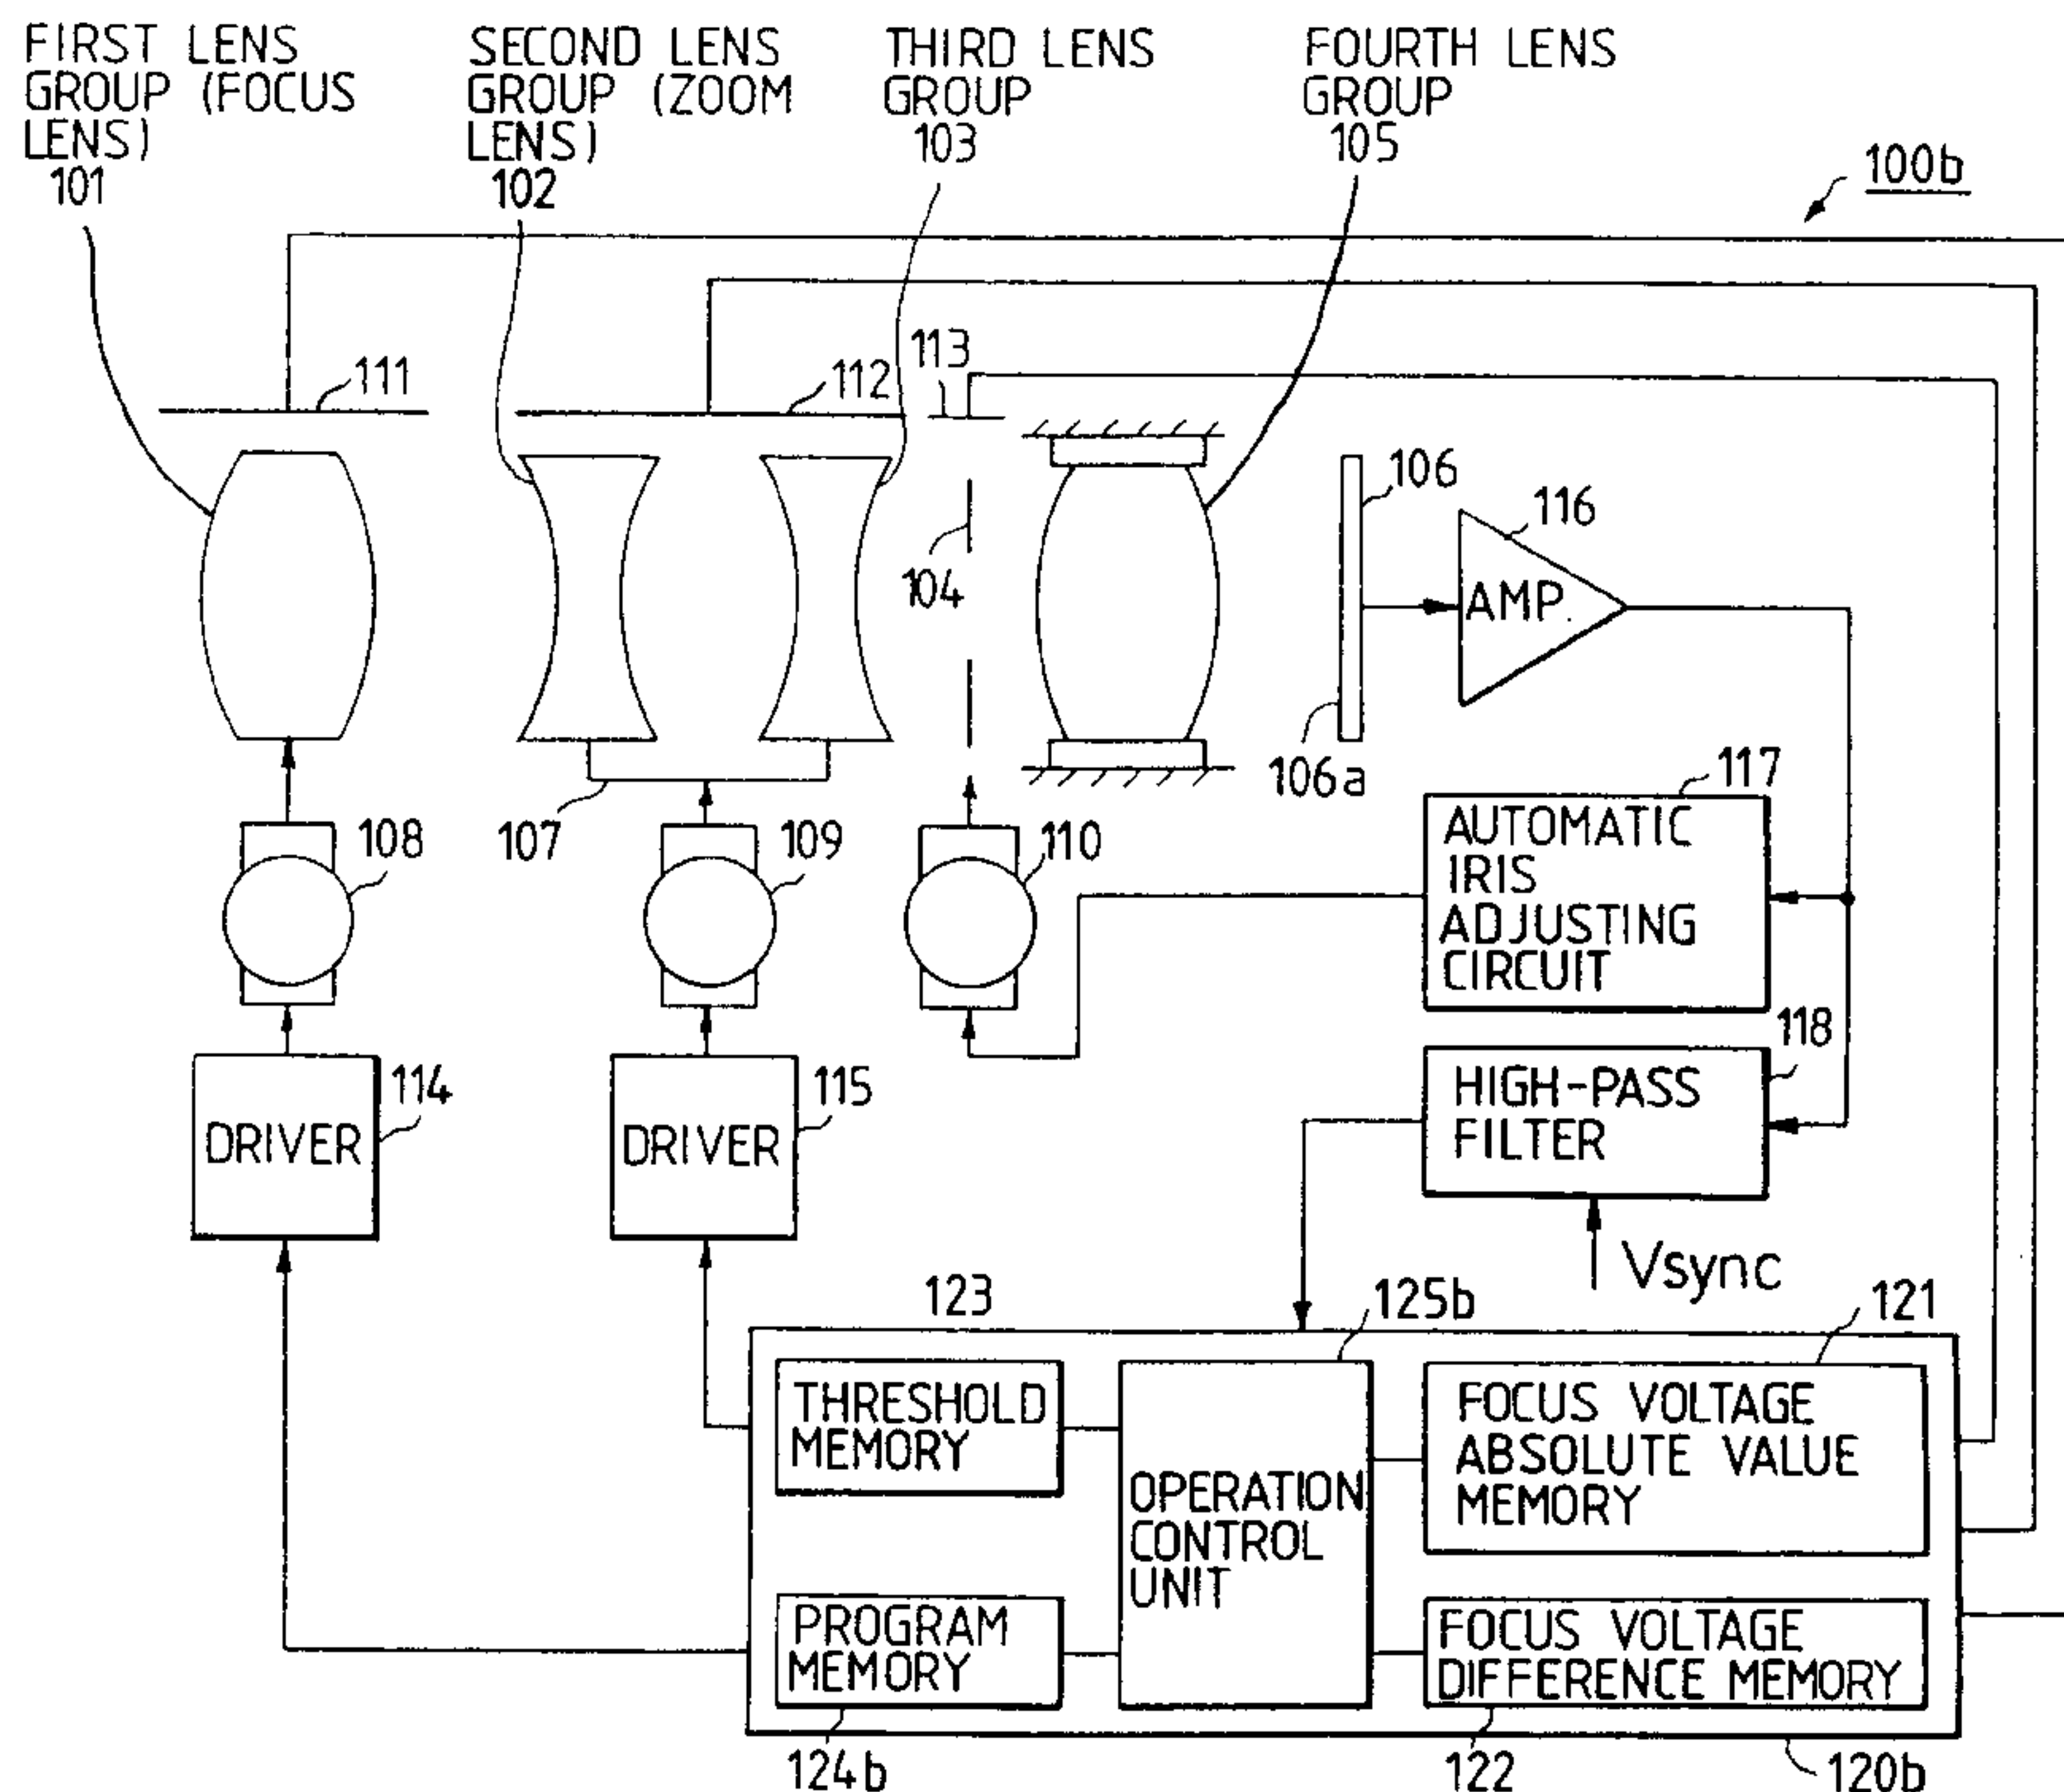 FIRST LENS
GROUP (FOCUS
LENS)
101
SECOND LENS
GROUP (ZOOM
LENS)
102
THIRD LENS
GROUP
103
FOURTH LENS
GROUP
105
100b
111
112
113
104
106
116
AMP.
106a
117
AUTOMATIC
IRIS
ADJUSTING
CIRCUIT
108
107
109
110
118
HIGH-PASS
FILTER
114
DRIVER
115
DRIVER
Vsync
123
125b
121
THRESHOLD
MEMORY
OPERATION
CONTROL
UNIT
FOCUS VOLTAGE
ABSOLUTE VALUE
MEMORY
PROGRAM
MEMORY
FOCUS VOLTAGE
DIFFERENCE MEMORY
124b
122
120b